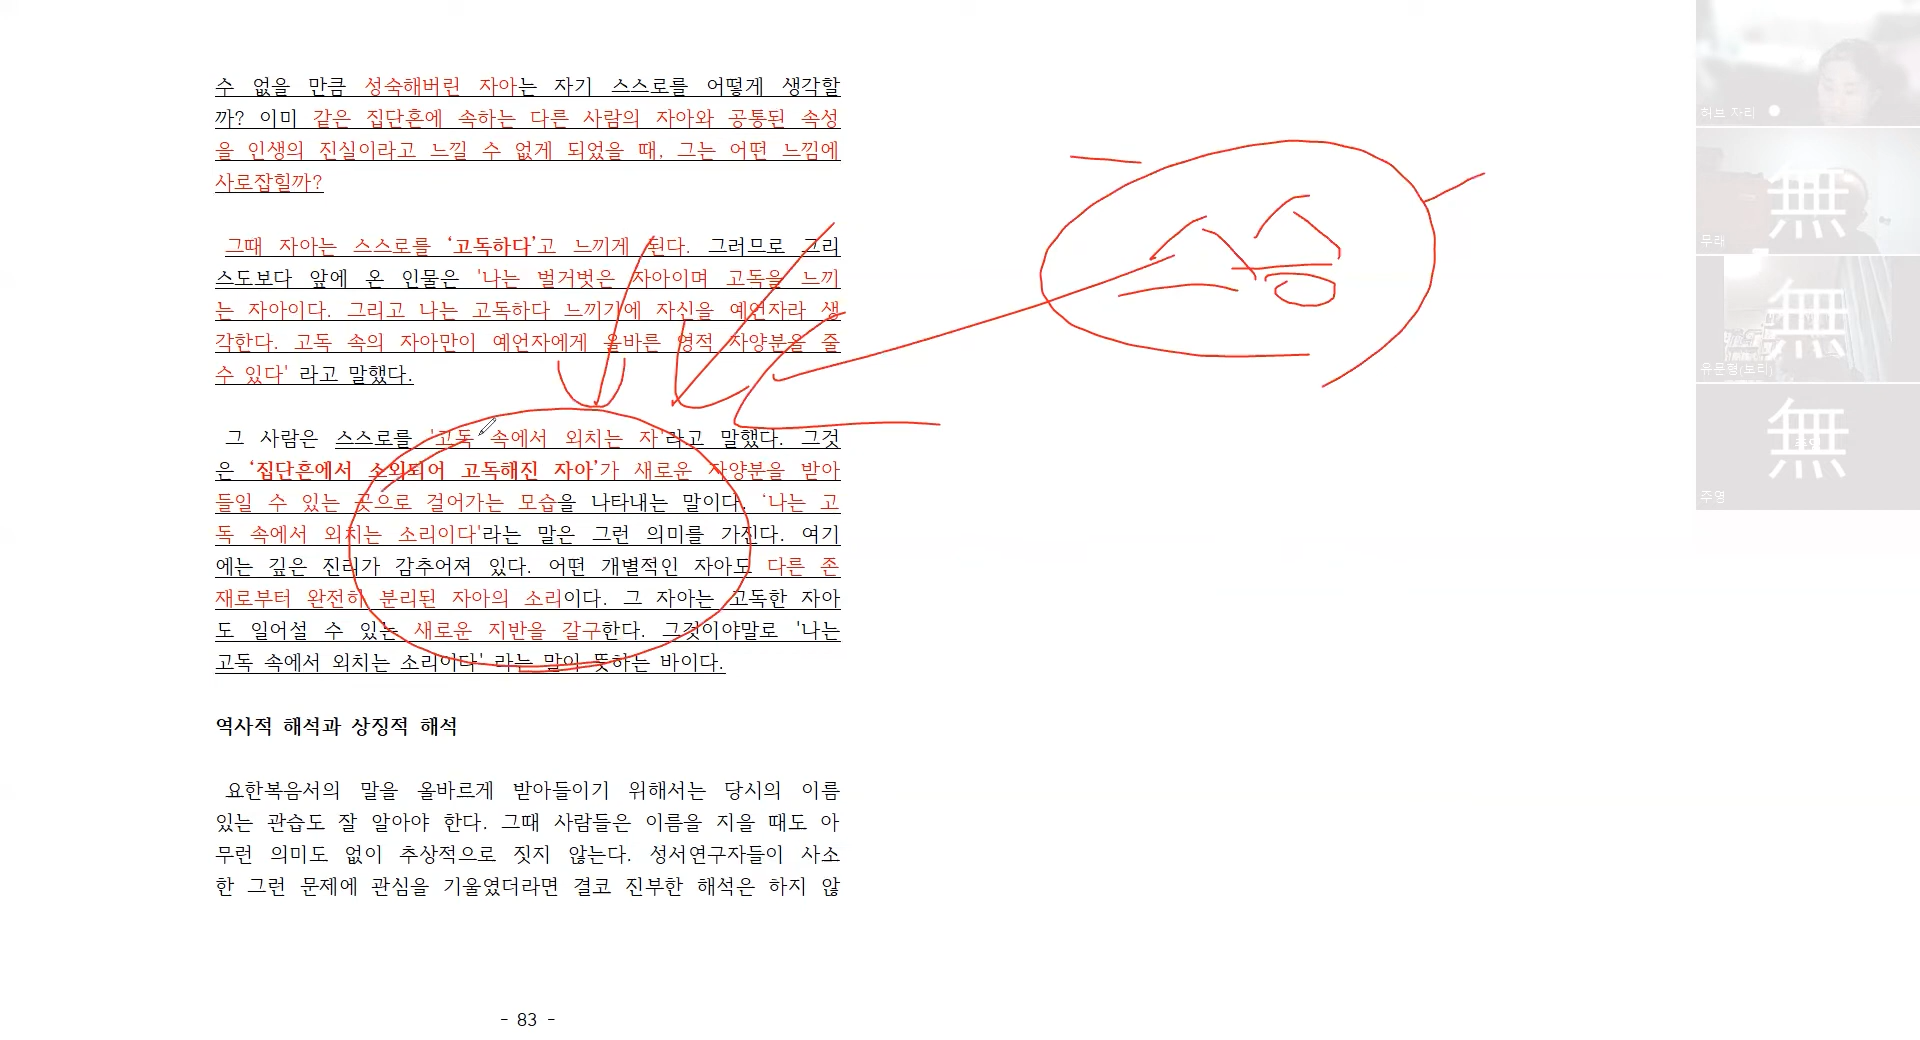 수 없을 만큼 성숙해버린 자아는 자기 스스로를 어떻게 생각할
까? 이미 같은 집단혼에 속하는 다른 사람의 자아와 공통된 속성
을 인생의 진실이라고 느낄 수 없게 되었을 때, 그는 어떤 느낌에
사로잡힐까?
그때 자아는 스스로를 '고독하다'고 느끼게 된다. 그러므로 그리
스도보다 앞에 온 인물은 '나는 벌거벗은 자아이며 고독을 느끼
는 자아이다. 그리고 나는 고독하다 느끼기에 자신을 예언자라 생
각한다. 고독 속의 자아만이 예언자에게 올바른 영적 자양분을 줄
수 있다' 라고 말했다.
그 사람은 스스로를 '고독 속에서 외치는 자'라고 말했다. 그것
은 '집단혼에서 소외되어 고독해진 자아'가 새로운 자양분을 받아
들일 수 있는 곳으로 걸어가는 모습을 나타내는 말이다. '나는 고
독 속에서 외치는 소리이다'라는 말은 그런 의미를 가진다. 여기
에는 깊은 진리가 감추어져 있다. 어떤 개별적인 자아도 다른 존
재로부터 완전히 분리된 자아의 소리이다. 그 자아는 고독한 자아
도 일어설 수 있는 새로운 지반을 갈구한다. 그것이야말로 '나는
고독 속에서 외치는 소리이다' 라는 말이 뜻하는 바이다.
역사적 해석과 상징적 해석
요한복음서의 말을 올바르게 받아들이기 위해서는 당시의 이름
있는 관습도 잘 알아야 한다. 그때 사람들은 이름을 지을 때도 아
무런 의미도 없이 추상적으로 짓지 않는다. 성서연구자들이 사소
한 그런 문제에 관심을 기울였더라면 결코 진부한 해석은 하지 않
- 83 -
스승
허브 자리
無
무래
無
유문형(보리)
無
주영